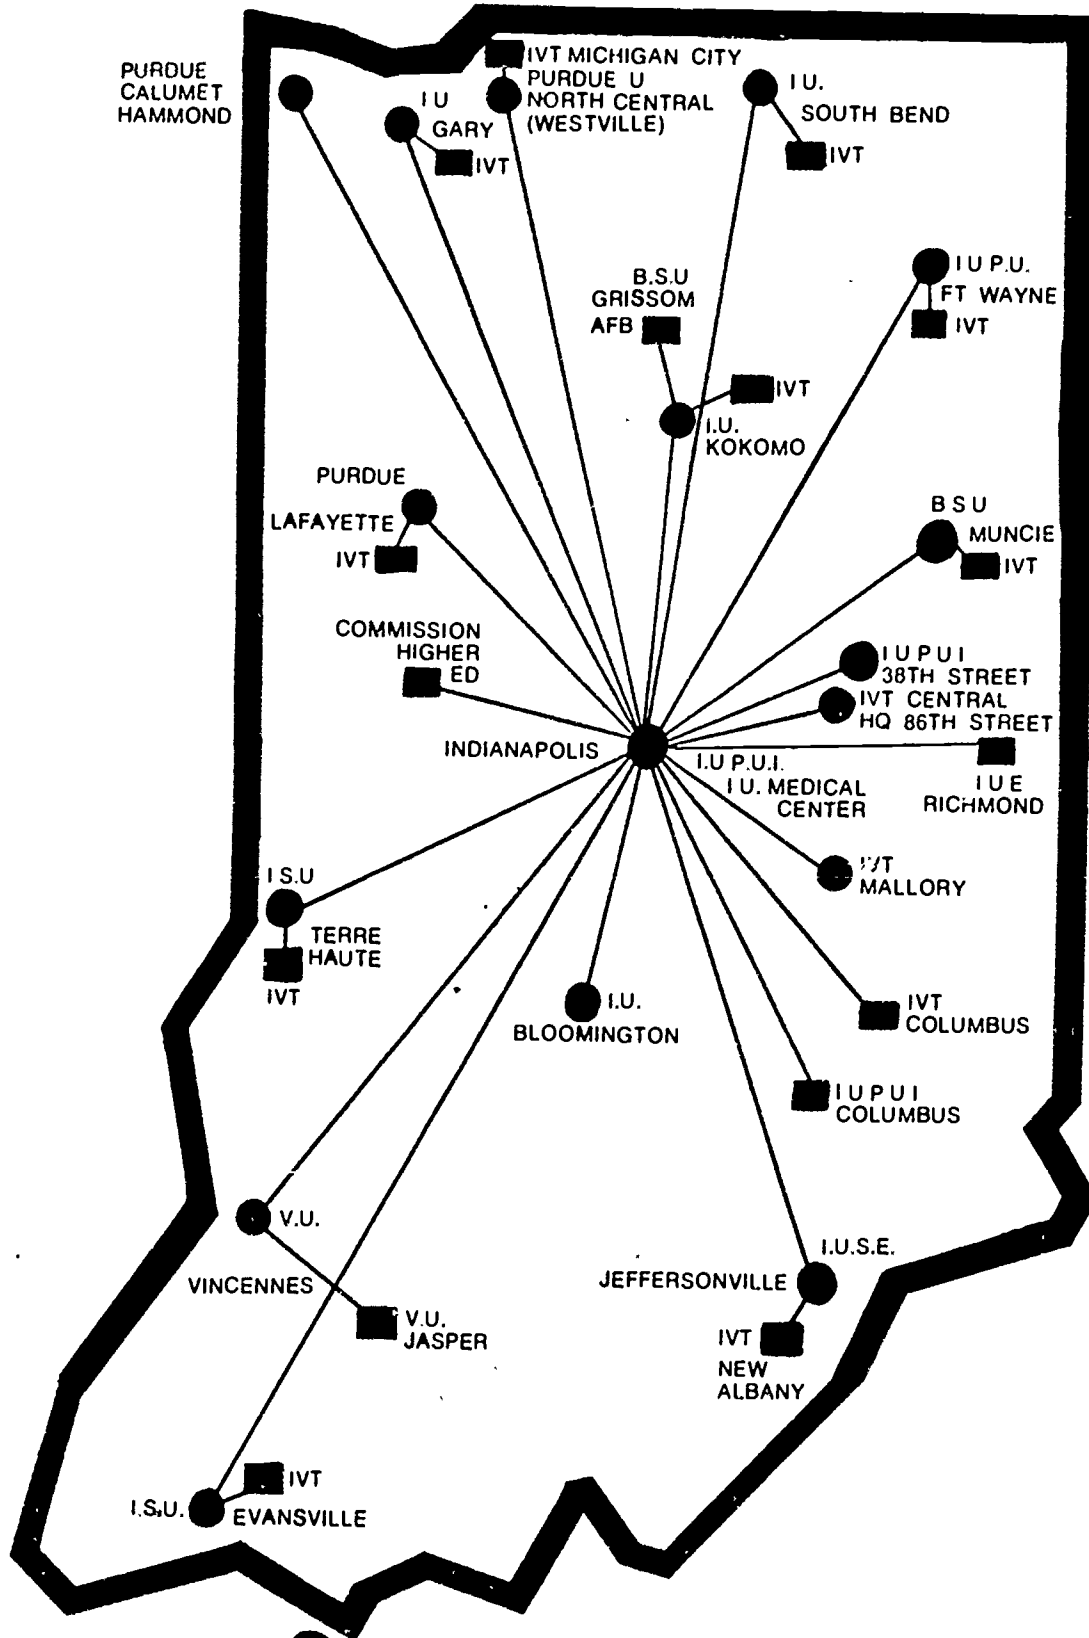 IVT MICHIGAN CITY
PURDUE
CALUMET
HAMMOND
PURDUE U
NORTH CENTRAL
(WESTVILLE)
I U
GARY
IVT
I U.
SOUTH BEND
IVT
B.S.U
GRISSOM
AFB
I U P.U.
FT WAYNE
IVT
IVT
I.U.
KOKOMO
PURDUE
LAFAYETTE
IVT
B S U
MUNCIE
IVT
COMMISSION
HIGHER
ED
I U P U I
38TH STREET
IVT CENTRAL
HQ 86TH STREET
INDIANAPOLIS
I.U P.U.I.
I U. MEDICAL
CENTER
I U E
RICHMOND
IVT
MALLORY
I S.U
TERRE
HAUTE
IVT
I.U.
BLOOMINGTON
IVT
COLUMBUS
I U P U I
COLUMBUS
V.U.
VINCENNES
V.U.
JASPER
I.U.S.E.
JEFFERSONVILLE
IVT
NEW
ALBANY
IVT
I.S.U.
EVANSVILLE